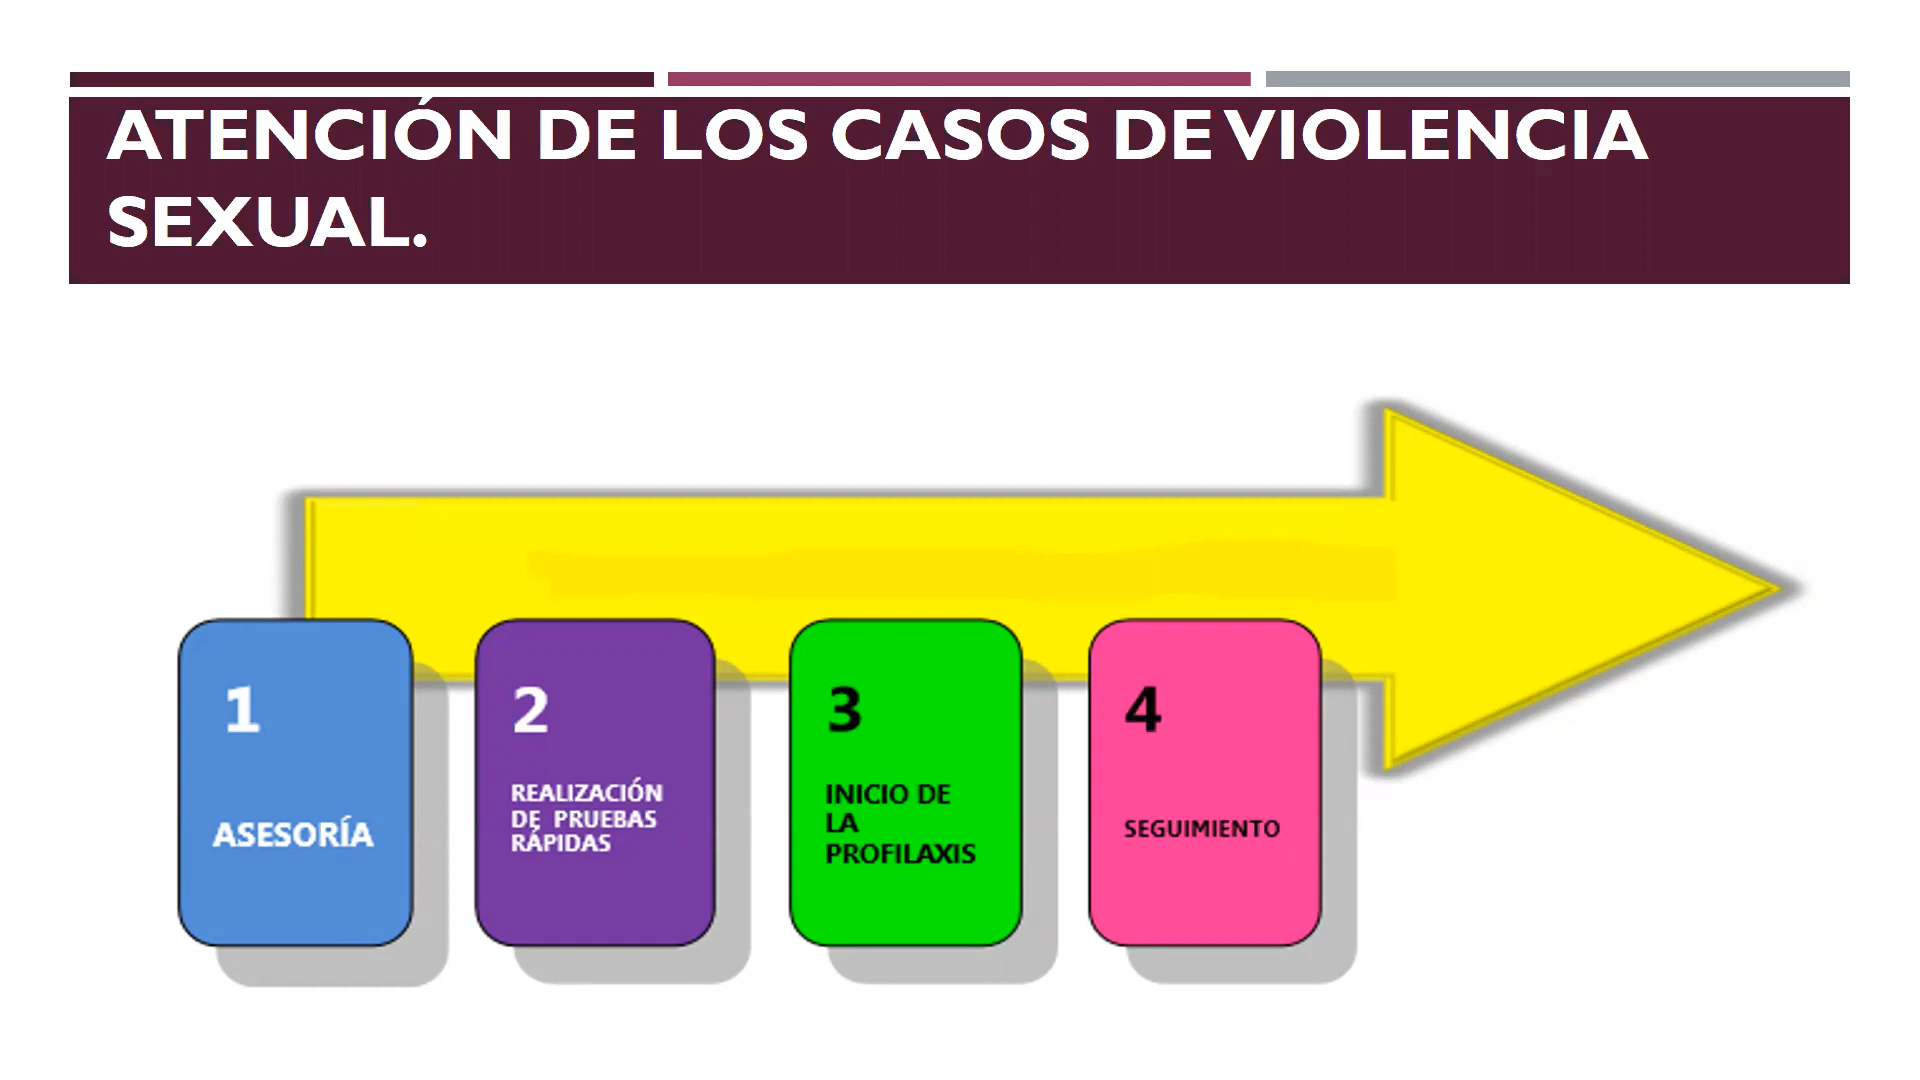 ATENCIÓN DE LOS CASOS DE VIOLENCIA
SEXUAL.
1
ASESORÍA
2
REALIZACIÓN
DE PRUEBAS
RÁPIDAS
3
INICIO DE
LA
PROFILAXIS
4
SEGUIMIENTO